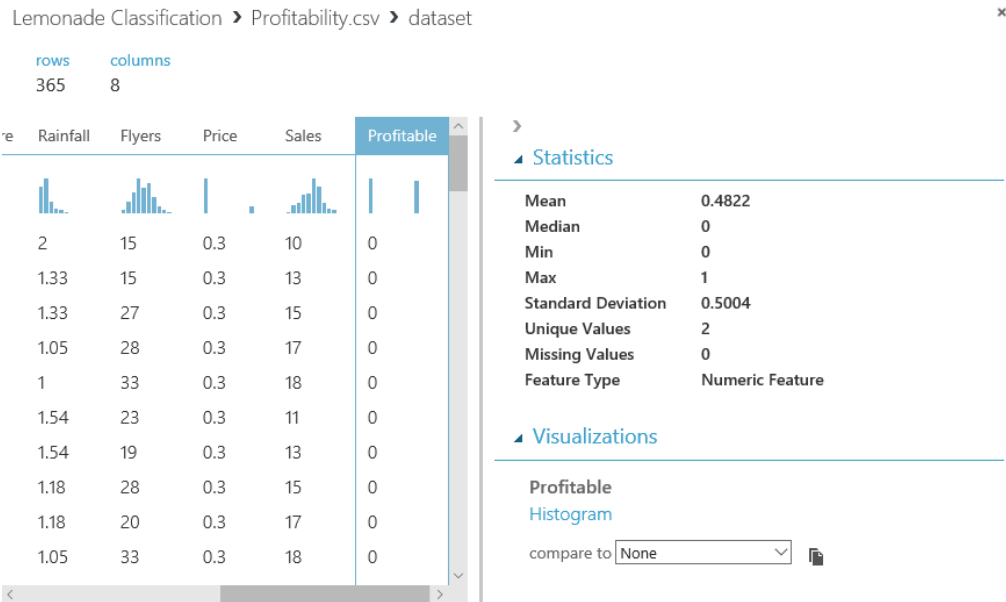 Lemonade Classification > Profitability.csv > dataset
rows columns
365 8
re Rainfall Flyers Price Sales Profitable
2 15 0.3 10 0
1.33 15 0.3 13 0
1.33 27 0.3 15 0
1.05 28 0.3 17 0
1 33 0.3 18 0
1.54 23 0.3 11 0
1.54 19 0.3 13 0
1.18 28 0.3 15 0
1.18 20 0.3 17 0
1.05 33 0.3 18 0
Statistics
Mean 0.4822
Median 0
Min 0
Max 1
Standard Deviation 0.5004
Unique Values 2
Missing Values 0
Feature Type Numeric Feature
Visualizations
Profitable
Histogram
compare to None